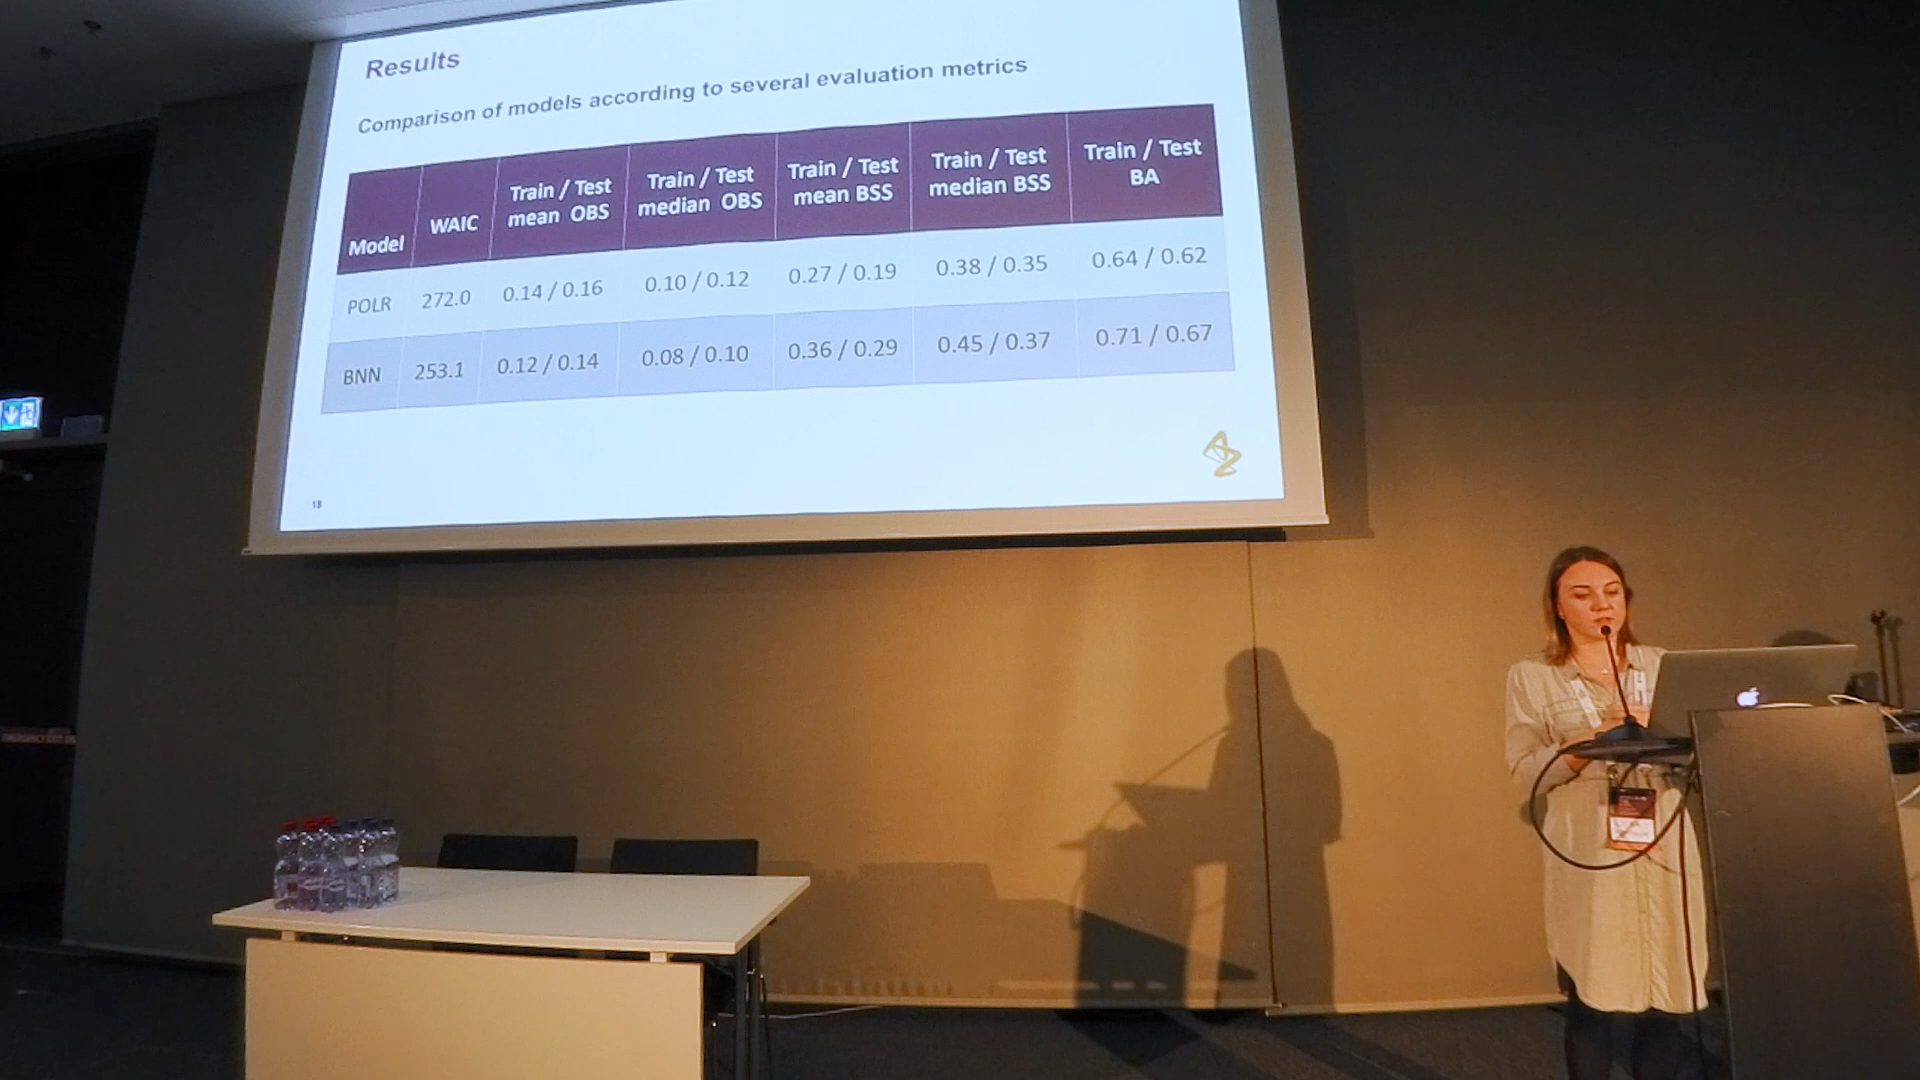 Results
Comparison of models according to several evaluation metrics
Model
WAIC
Train / Test
mean OBS
Train / Test
median OBS
Train / Test
mean BSS
Train / Test
median BSS
Train / Test
BA
POLR 272.0 0.14 / 0.16 0.10 / 0.12 0.27 / 0.19 0.38 / 0.35 0.64 / 0.62
BNN 253.1 0.12 / 0.14 0.08 / 0.10 0.36 / 0.29 0.45 / 0.37 0.71 / 0.67